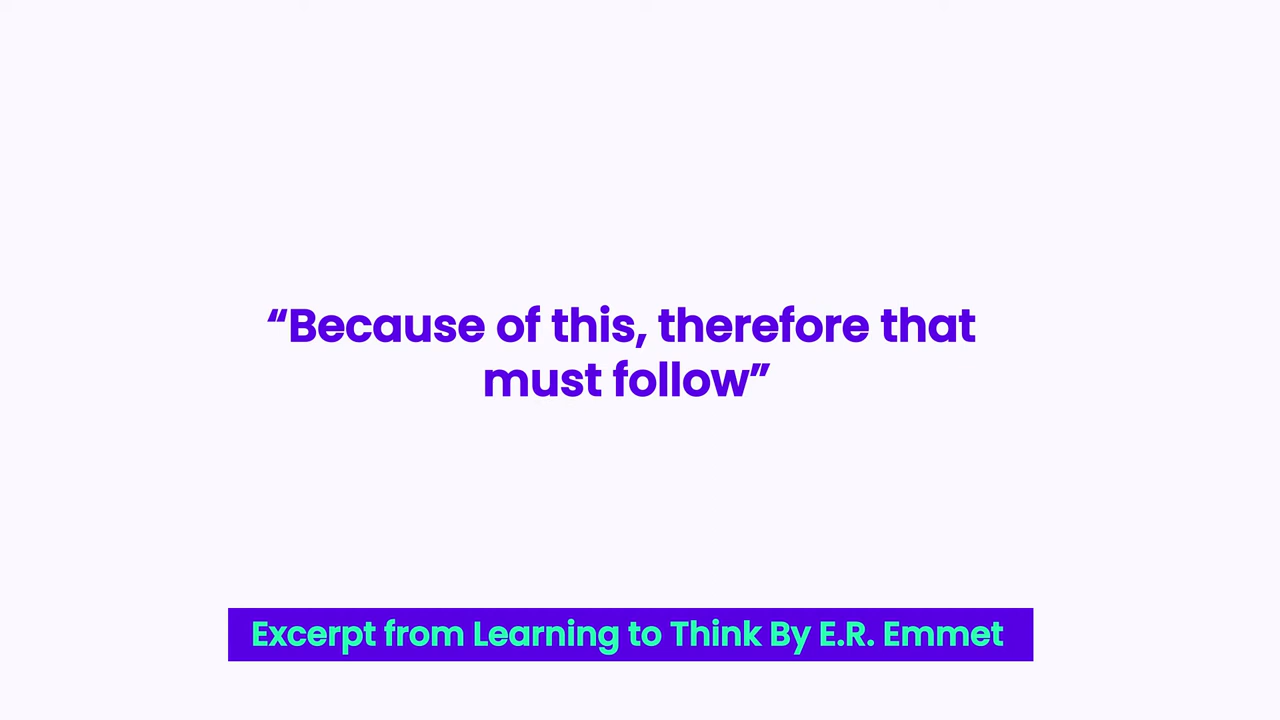 “Because of this, therefore that
must follow”
Excerpt from Learning to Think By E.R. Emmet